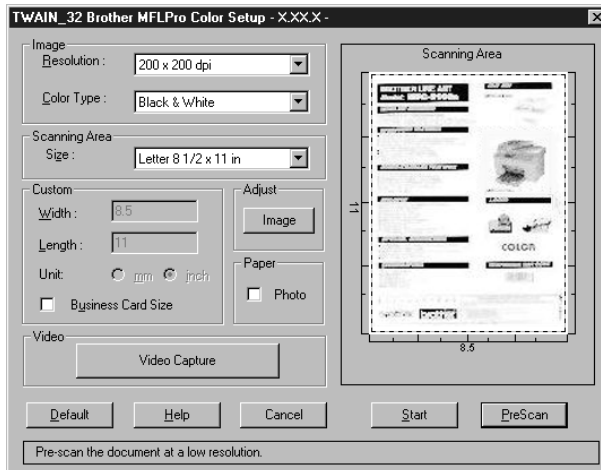 TWAIN_32 Brother MFLPro Color Setup - X.XX.X -
Image
Resolution :
200 x 200 dpi
Color Type :
Black & White
Scanning Area
Size :
Letter 8 1/2 x 11 in
Custom
Width :
8.5
Length :
11
Unit:
mm
inch
Business Card Size
Adjust
Image
Paper
Photo
Video
Video Capture
Scanning Area
11
COLOR
brother
8.5
Default
Help
Cancel
Start
PreScan
Pre-scan the document at a low resolution.